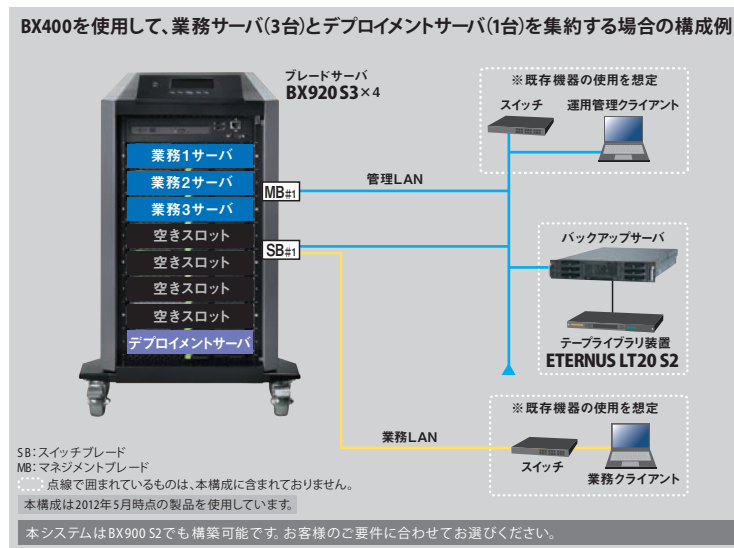 BX400を使用して、業務サーバ(3台)とデプロイメントサーバ(1台)を集約する場合の構成例
ブレードサーバ
BX920 S3×4
業務1サーバ
業務2サーバ
業務3サーバ
空きスロット
空きスロット
空きスロット
空きスロット
デプロイメントサーバ
MB#1
SB#1
管理LAN
業務LAN
※既存機器の使用を想定
スイッチ 運用管理クライアント
バックアップサーバ
テープライブラリ装置
ETERNUS LT20 S2
※既存機器の使用を想定
スイッチ
業務クライアント
SB:スイッチブレード
MB:マネジメントブレード
点線で囲まれているものは、本構成に含まれておりません。
本構成は2012年5月時点の製品を使用しています。
本システムはBX900 S2でも構築可能です。お客様のご要件に合わせてお選びください。